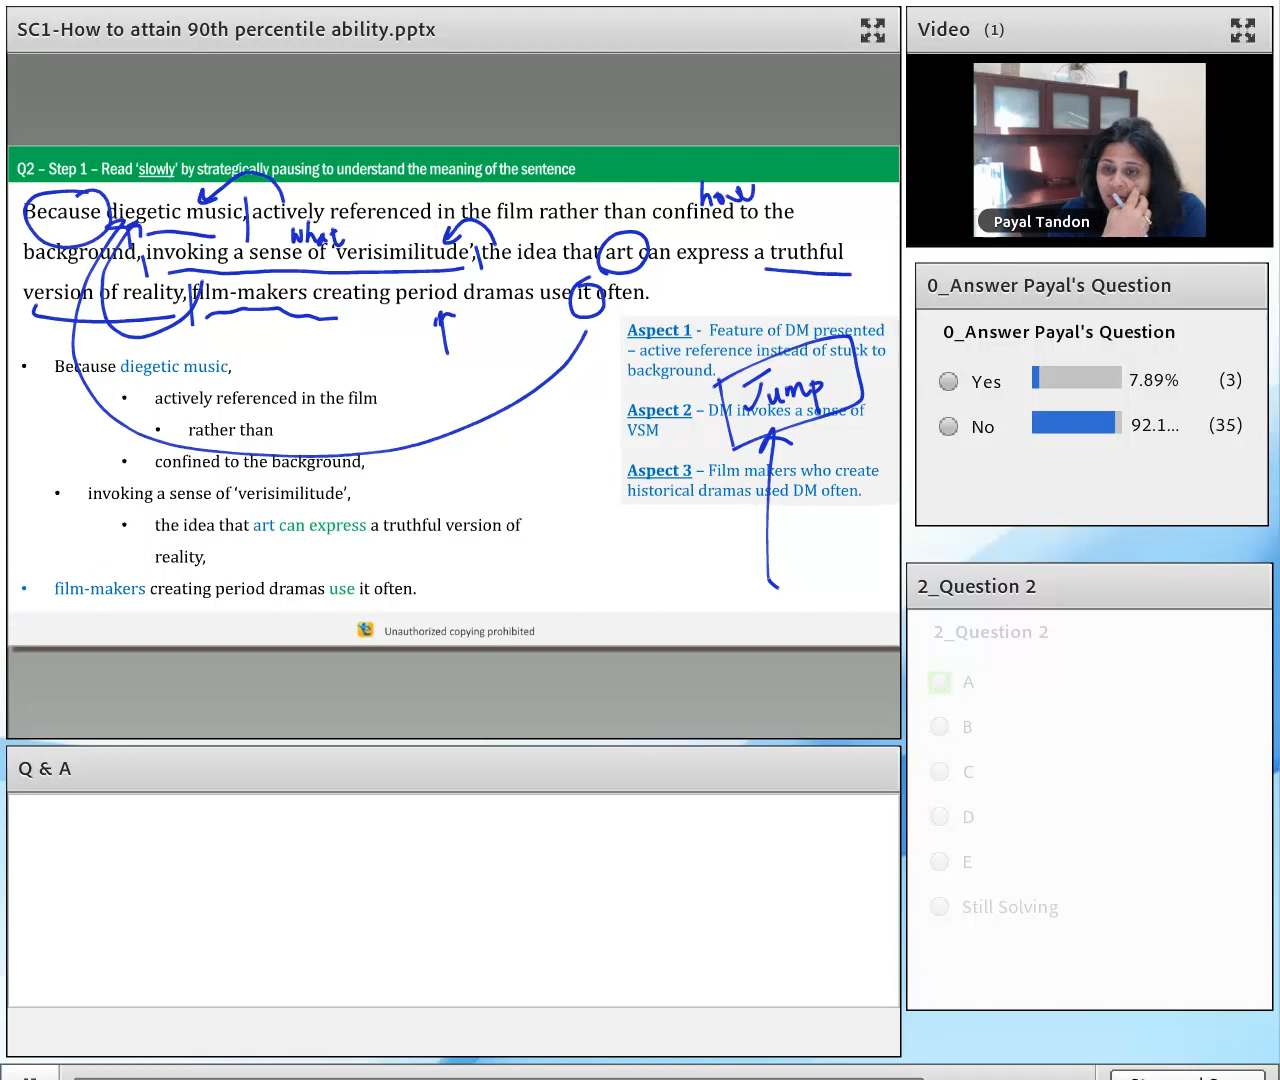 SC1-How to attain 90th percentile ability.pptx
Q2 – Step 1 – Read ‘slowly’ by strategically pausing to understand the meaning of the sentence
how
Because diegetic music, actively referenced in the film rather than confined to the
what
background, invoking a sense of ‘verisimilitude’, the idea that art can express a truthful
version of reality, film-makers creating period dramas use it often.
• Because diegetic music,
• actively referenced in the film
• rather than
• confined to the background,
• invoking a sense of ‘verisimilitude’,
• the idea that art can express a truthful version of
reality,
• film-makers creating period dramas use it often.
Aspect 1 - Feature of DM presented
– active reference instead of stuck to
background.
Jump
Aspect 2 – DM invokes a sense of
VSM
Aspect 3 – Film makers who create
historical dramas used DM often.
Unauthorized copying prohibited
Q & A
Video (1)
Payal Tandon
0_Answer Payal's Question
0_Answer Payal's Question
Yes 7.89% (3)
No 92.1... (35)
2_Question 2
2_Question 2
A
B
C
D
E
Still Solving